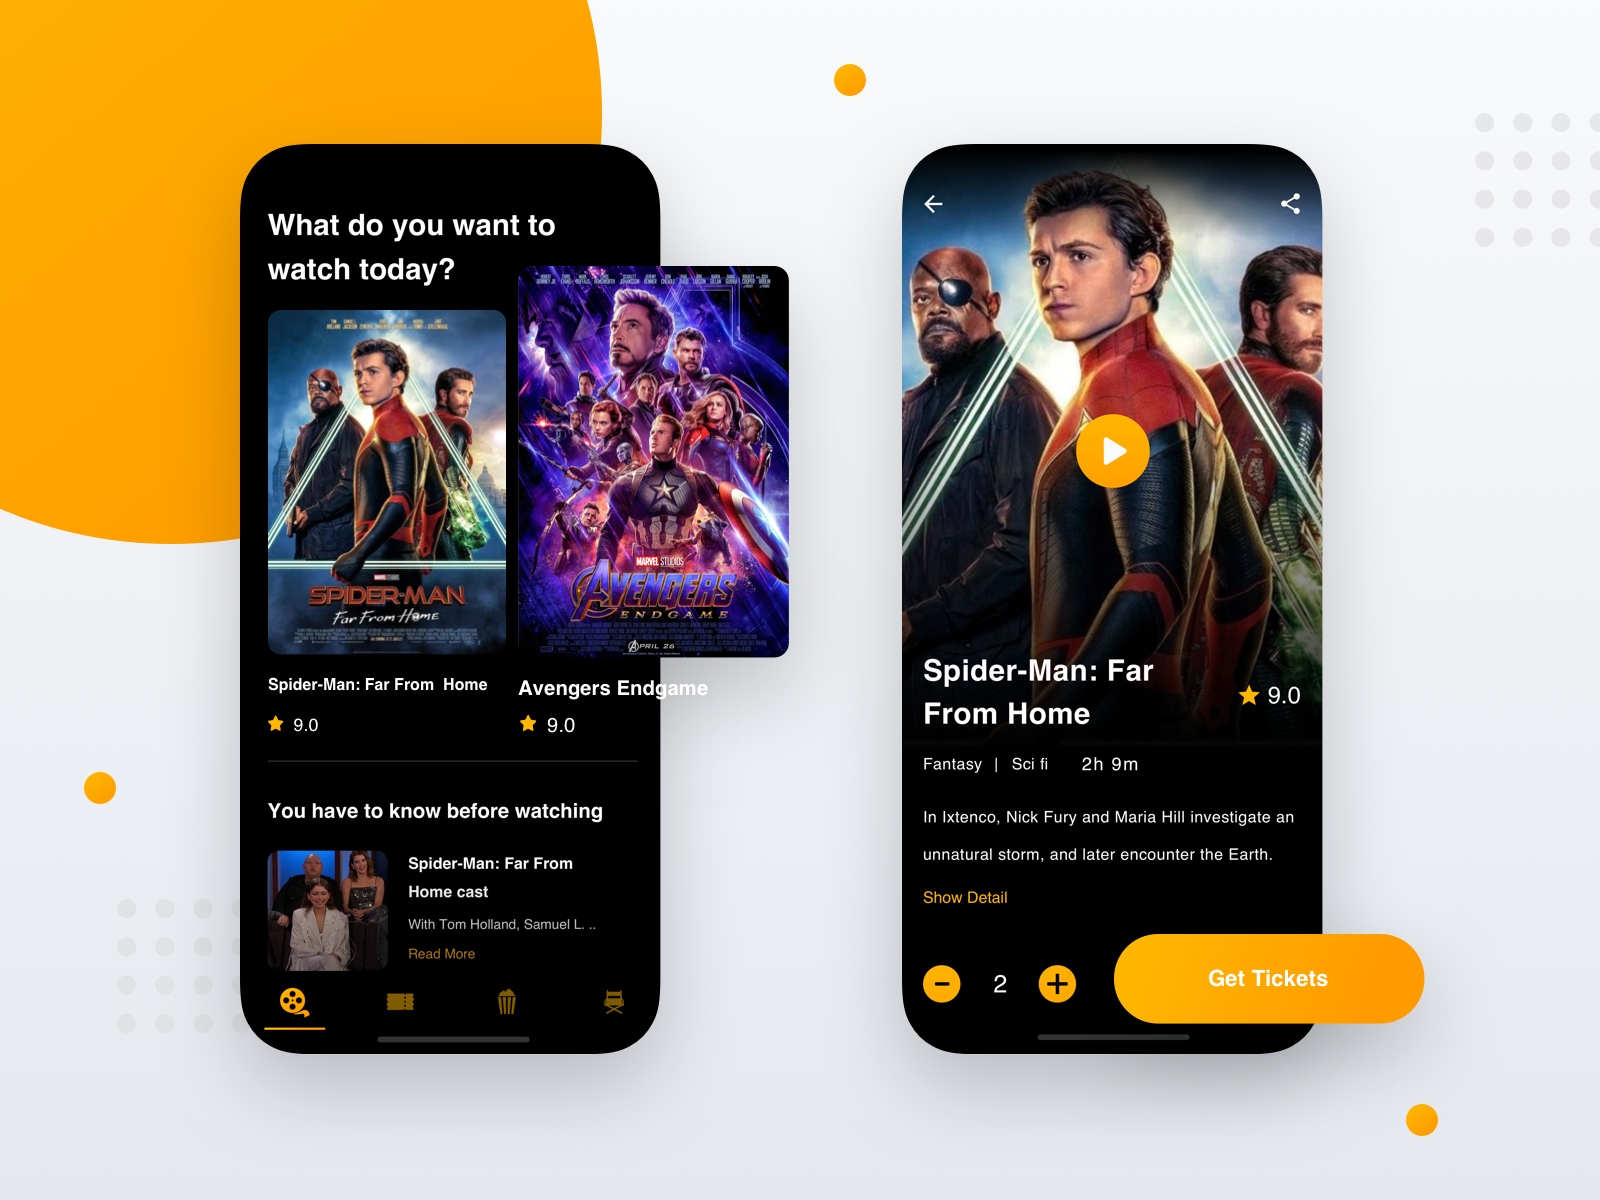 What do you want to
watch today?
MARVEL STUDIOS
SPIDER-MAN
Far From Home
MARVEL STUDIOS
AVENGERS
ENDGAME
APRIL 26
Spider-Man: Far From Home
9.0
Avengers Endgame
9.0
You have to know before watching
Spider-Man: Far From
Home cast
With Tom Holland, Samuel L. ..
Read More
Spider-Man: Far
From Home
9.0
Fantasy | Sci fi 2h 9m
In Ixtenco, Nick Fury and Maria Hill investigate an
unnatural storm, and later encounter the Earth.
Show Detail
2
Get Tickets